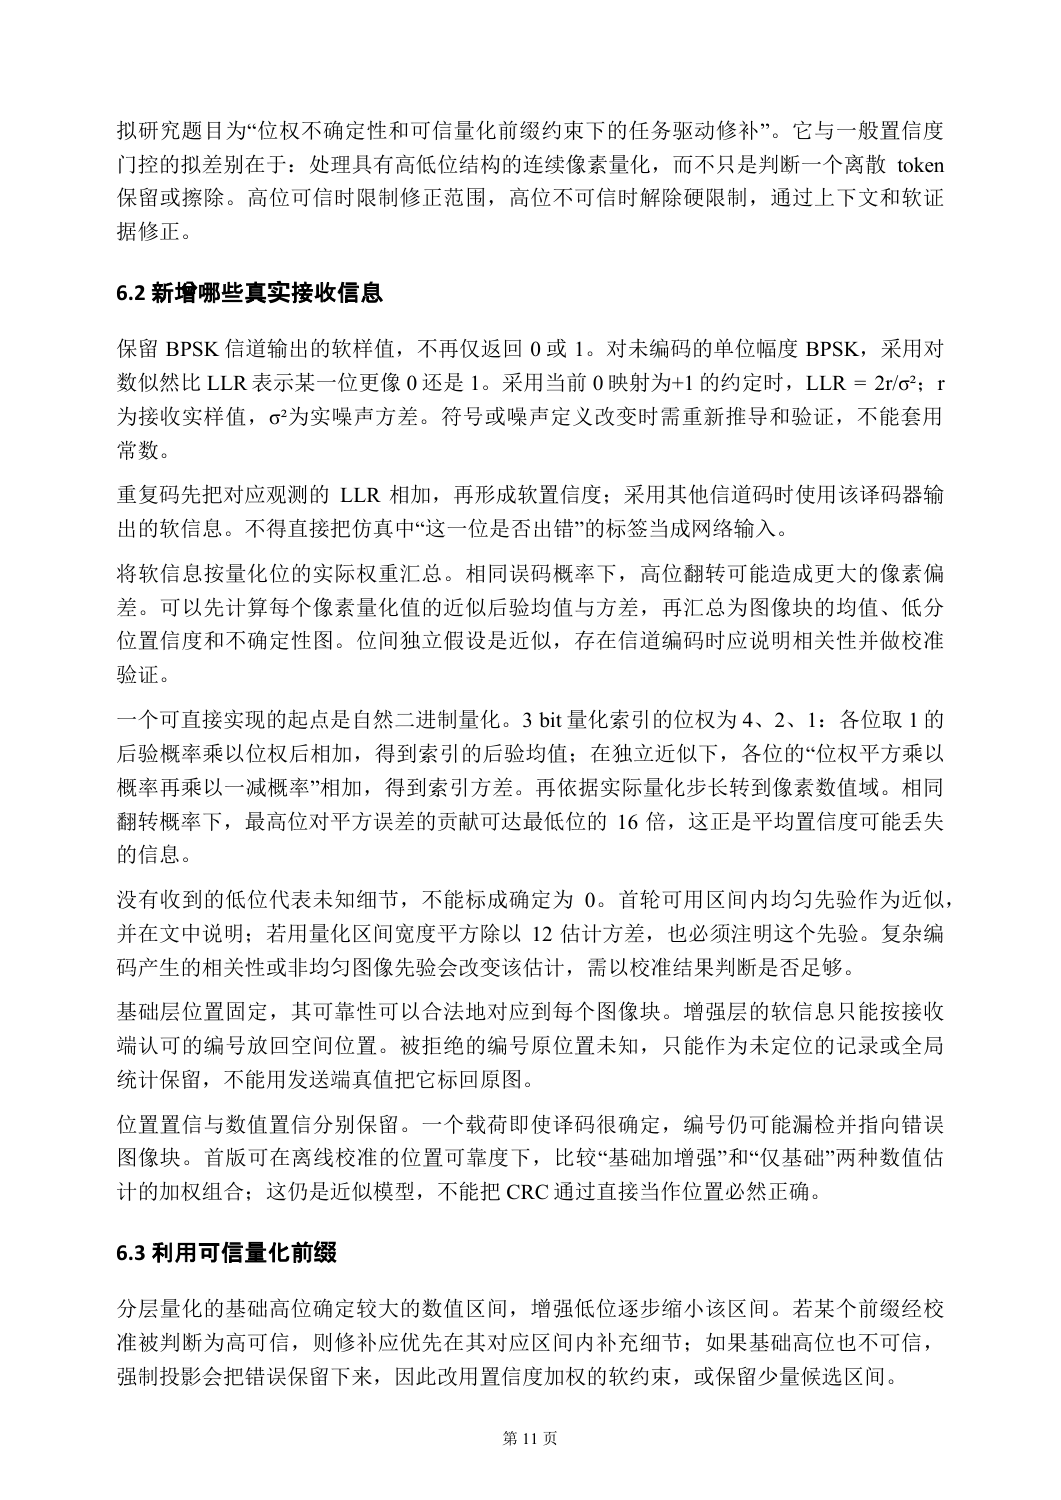 拟研究题目为“位权不确定性和可信量化前缀约束下的任务驱动修补”。它与一般置信度
门控的拟差别在于：处理具有高低位结构的连续像素量化，而不只是判断一个离散 token
保留或擦除。高位可信时限制修正范围，高位不可信时解除硬限制，通过上下文和软证
据修正。
6.2 新增哪些真实接收信息
保留 BPSK 信道输出的软样值，不再仅返回 0 或 1。对未编码的单位幅度 BPSK，采用对
数似然比 LLR 表示某一位更像 0 还是 1。采用当前 0 映射为+1 的约定时，LLR = 2r/σ²；r
为接收实样值，σ²为实噪声方差。符号或噪声定义改变时需重新推导和验证，不能套用
常数。
重复码先把对应观测的 LLR 相加，再形成软置信度；采用其他信道码时使用该译码器输
出的软信息。不得直接把仿真中“这一位是否出错”的标签当成网络输入。
将软信息按量化位的实际权重汇总。相同误码概率下，高位翻转可能造成更大的像素偏
差。可以先计算每个像素量化值的近似后验均值与方差，再汇总为图像块的均值、低分
位置信度和不确定性图。位间独立假设是近似，存在信道编码时应说明相关性并做校准
验证。
一个可直接实现的起点是自然二进制量化。3 bit 量化索引的位权为 4、2、1：各位取 1 的
后验概率乘以位权后相加，得到索引的后验均值；在独立近似下，各位的“位权平方乘以
概率再乘以一减概率”相加，得到索引方差。再依据实际量化步长转到像素数值域。相同
翻转概率下，最高位对平方误差的贡献可达最低位的 16 倍，这正是平均置信度可能丢失
的信息。
没有收到的低位代表未知细节，不能标成确定为 0。首轮可用区间内均匀先验作为近似，
并在文中说明；若用量化区间宽度平方除以 12 估计方差，也必须注明这个先验。复杂编
码产生的相关性或非均匀图像先验会改变该估计，需以校准结果判断是否足够。
基础层位置固定，其可靠性可以合法地对应到每个图像块。增强层的软信息只能按接收
端认可的编号放回空间位置。被拒绝的编号原位置未知，只能作为未定位的记录或全局
统计保留，不能用发送端真值把它标回原图。
位置置信与数值置信分别保留。一个载荷即使译码很确定，编号仍可能漏检并指向错误
图像块。首版可在离线校准的位置可靠度下，比较“基础加增强”和“仅基础”两种数值估
计的加权组合；这仍是近似模型，不能把 CRC 通过直接当作位置必然正确。
6.3 利用可信量化前缀
分层量化的基础高位确定较大的数值区间，增强低位逐步缩小该区间。若某个前缀经校
准被判断为高可信，则修补应优先在其对应区间内补充细节；如果基础高位也不可信，
强制投影会把错误保留下来，因此改用置信度加权的软约束，或保留少量候选区间。
第 11 页